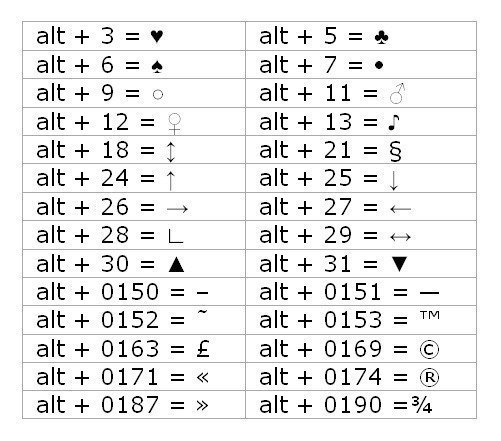 alt + 3 = ♥ alt + 5 = ♣
alt + 6 = ♠ alt + 7 = •
alt + 9 = ○ alt + 11 = ♂
alt + 12 = ♀ alt + 13 = ♪
alt + 18 = ↕ alt + 21 = §
alt + 24 = ↑ alt + 25 = ↓
alt + 26 = → alt + 27 = ←
alt + 28 = ∟ alt + 29 = ↔
alt + 30 = ▲ alt + 31 = ▼
alt + 0150 = – alt + 0151 = —
alt + 0152 = ˜ alt + 0153 = ™
alt + 0163 = £ alt + 0169 = ©
alt + 0171 = « alt + 0174 = ®
alt + 0187 = » alt + 0190 =¾